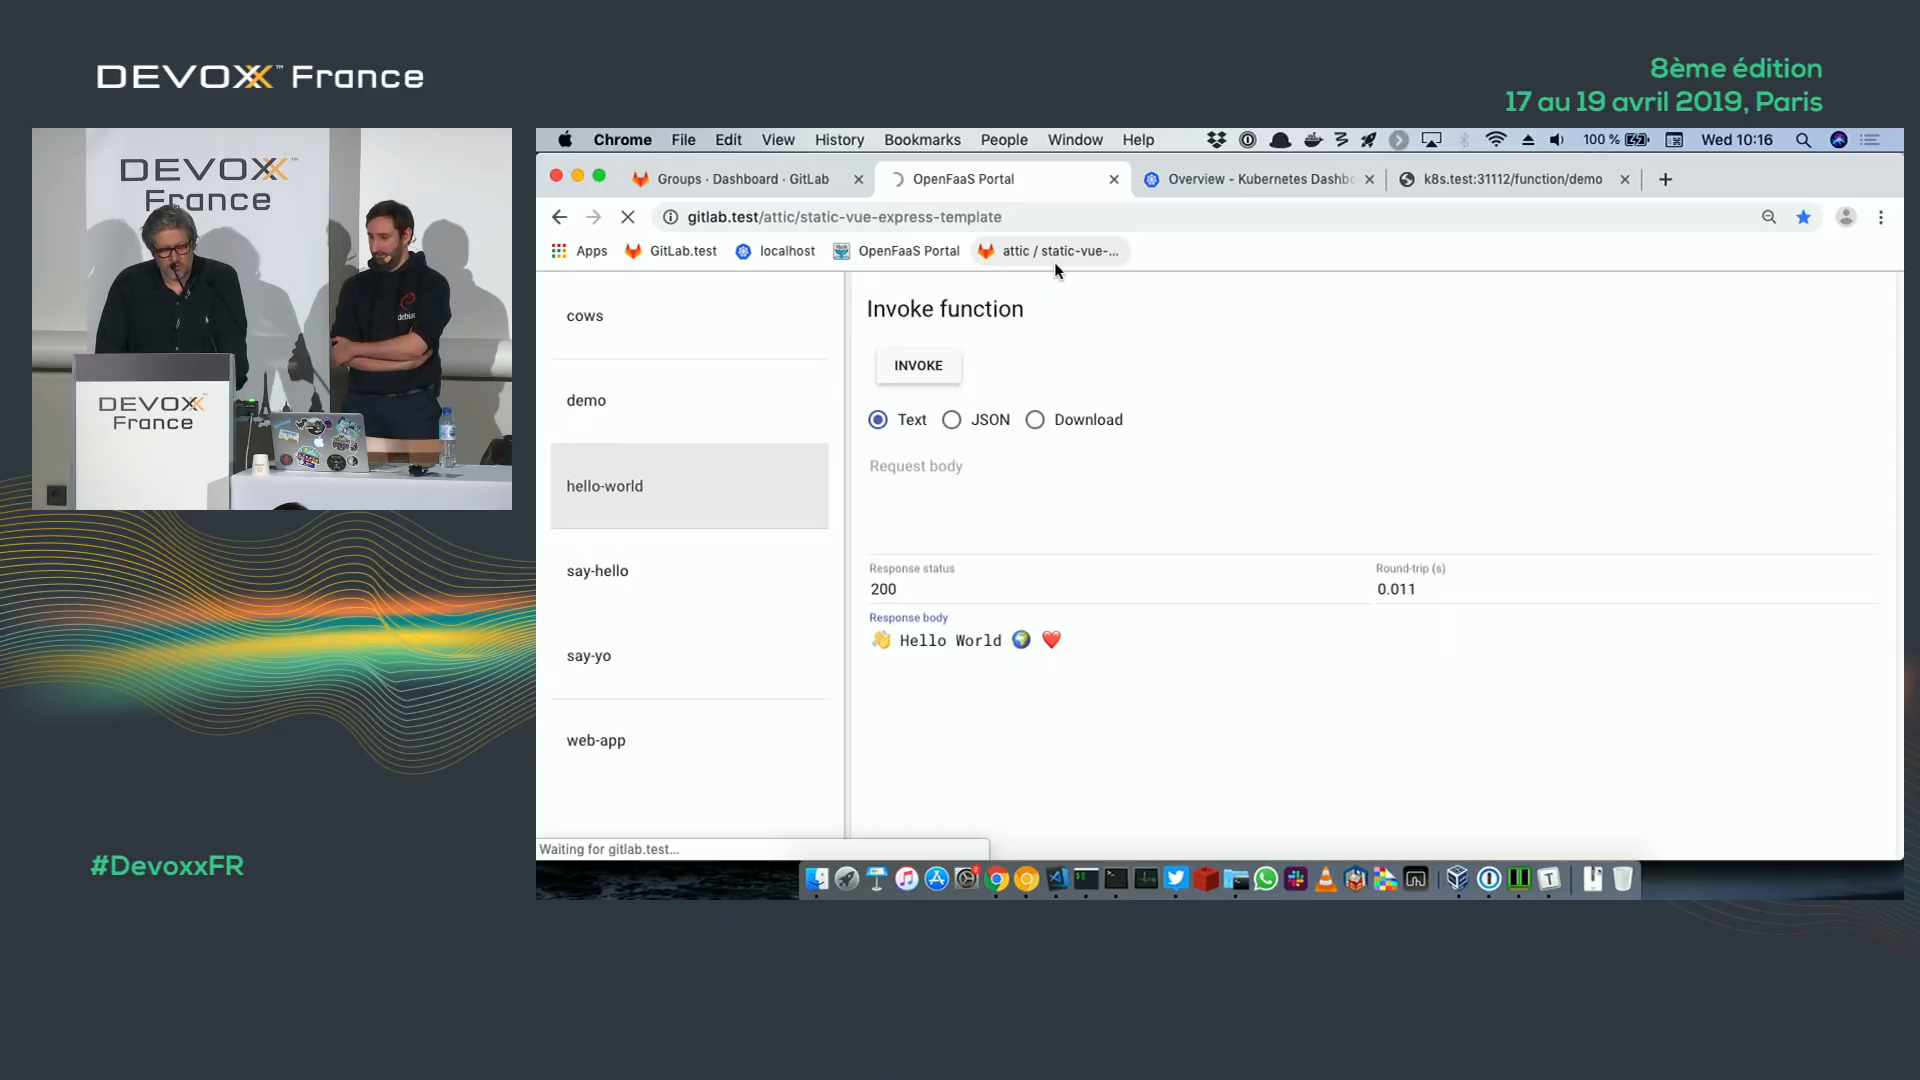 DEVOXX™ France
8ème édition
17 au 19 avril 2019, Paris
DEVOXX™
France
DEVOXX
France
debian
#DevoxxFR
Chrome File Edit View History Bookmarks People Window Help
100 % Wed 10:16
Groups · Dashboard · GitLab
OpenFaaS Portal
Overview - Kubernetes Dashbo
k8s.test:31112/function/demo
gitlab.test/attic/static-vue-express-template
Apps GitLab.test localhost OpenFaaS Portal attic / static-vue-...
cows
demo
hello-world
say-hello
say-yo
web-app
Invoke function
INVOKE
Text JSON Download
Request body
Response status
200
Round-trip (s)
0.011
Response body
👋 Hello World 🌍 ❤️
Waiting for gitlab.test...